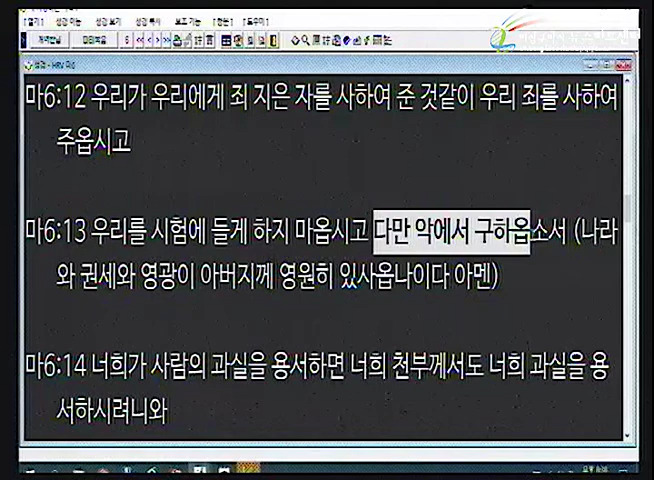 마6:12 우리가 우리에게 죄 지은 자를 사하여 준 것같이 우리 죄를 사하여
주옵시고
마6:13 우리를 시험에 들게 하지 마옵시고 다만 악에서 구하옵소서 (나라
와 권세와 영광이 아버지께 영원히 있사옵나이다 아멘)
마6:14 너희가 사람의 과실을 용서하면 너희 천부께서도 너희 과실을 용
서하시려니와